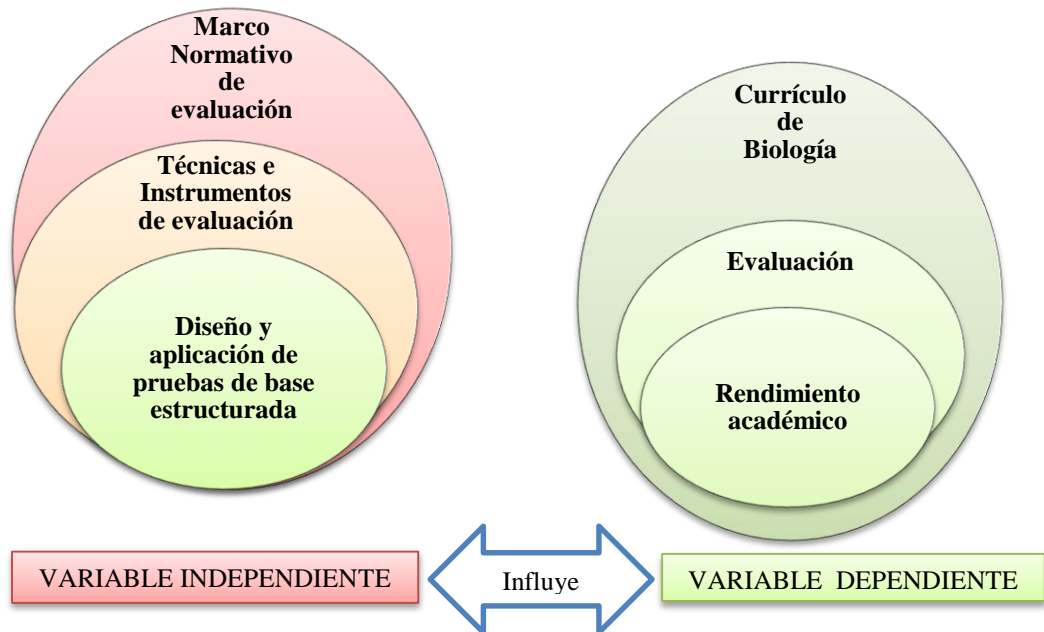 Marco
Normativo
de
evaluación
Técnicas e
Instrumentos
de evaluación
Diseño y
aplicación de
pruebas de base
estructurada
Currículo
de
Biología
Evaluación
Rendimiento
académico
VARIABLE INDEPENDIENTE
Influye
VARIABLE DEPENDIENTE